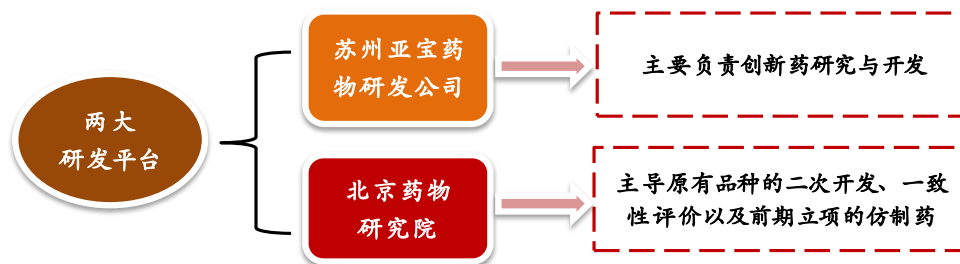 两大
研发平台
苏州亚宝药
物研发公司
主要负责创新药研究与开发
北京药物
研究院
主导原有品种的二次开发、一致
性评价以及前期立项的仿制药